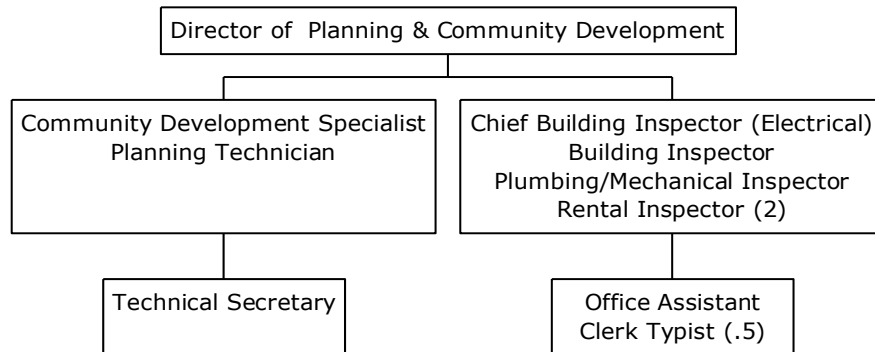 Director of  Planning & Community Development
Community Development Specialist
Planning Technician
Chief Building Inspector (Electrical)
Building Inspector
Plumbing/Mechanical Inspector
Rental Inspector (2)
Technical Secretary
Office Assistant
Clerk Typist (.5)